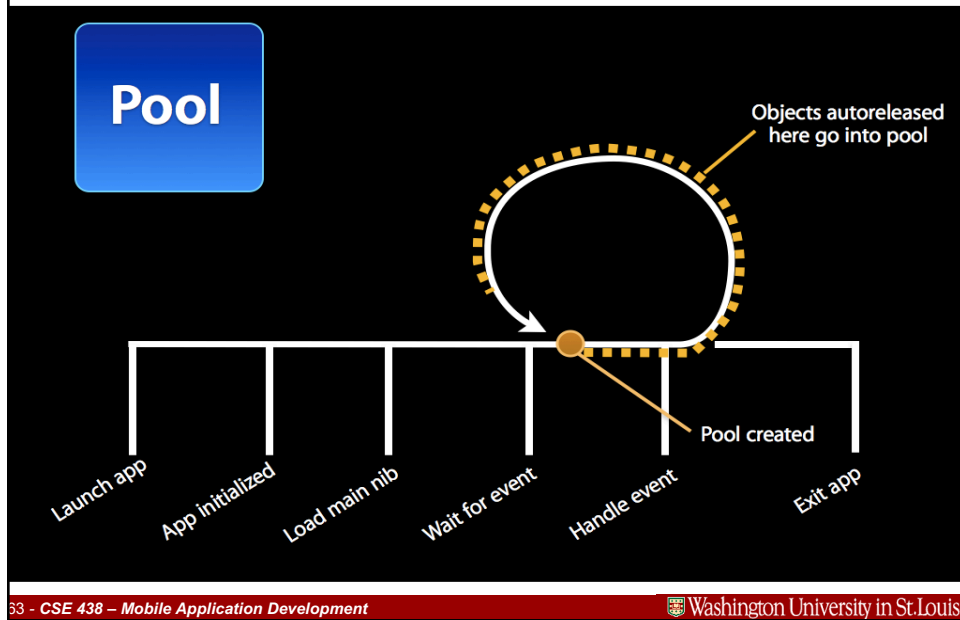 Pool
Objects autoreleased
here go into pool
Pool created
Launch app
App initialized
Load main nib
Wait for event
Handle event
Exit app
63 - CSE 438 – Mobile Application Development
Washington University in St.Louis